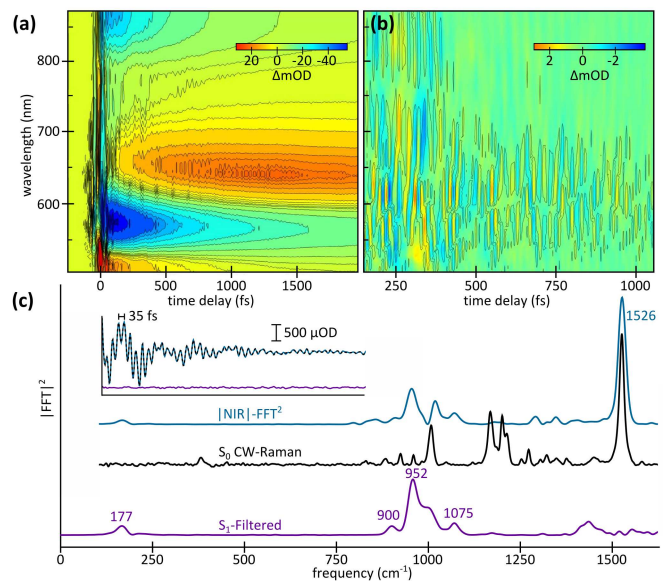 (a)
20 0 -20 -40
ΔmOD
wavelength (nm)
800
700
600
0 500 1000 1500
time delay (fs)
(b)
2 0 -2
ΔmOD
250 500 750 1000
time delay (fs)
(c)
35 fs
500 µOD
1526
|NIR|-FFT²
S₀ CW-Raman
952
177
S₁-Filtered
900
1075
|FFT|²
0 250 500 750 1000 1250 1500
frequency (cm⁻¹)